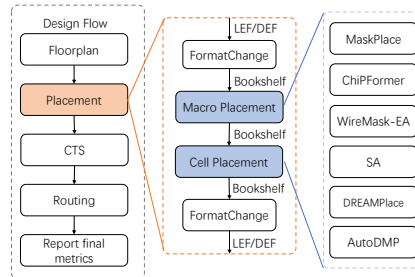 Design Flow
Floorplan
Placement
CTS
Routing
Report final
metrics
LEF/DEF
FormatChange
Bookshelf
Macro Placement
Bookshelf
Cell Placement
Bookshelf
FormatChange
LEF/DEF
MaskPlace
ChiPFormer
WireMask-EA
SA
DREAMPlace
AutoDMP